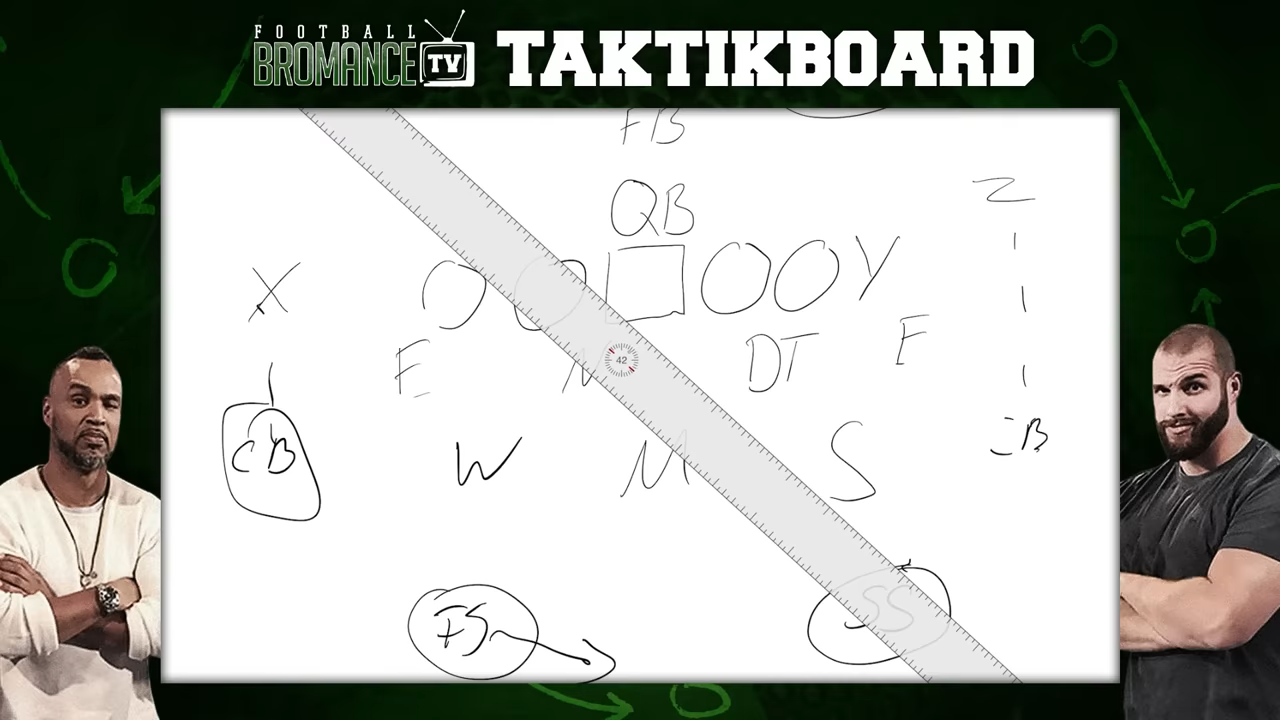 FOOTBALL
BROMANCE TV TAKTIKBOARD
FB
QB
Z
X
Y
E
N
DT
E
CB
W
M
S
CB
42
FS
SS